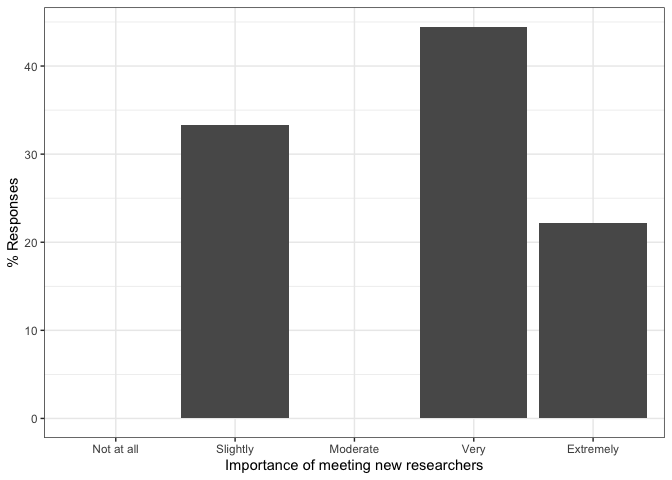 % Responses
40
30
20
10
0
Not at all Slightly Moderate Very Extremely
Importance of meeting new researchers